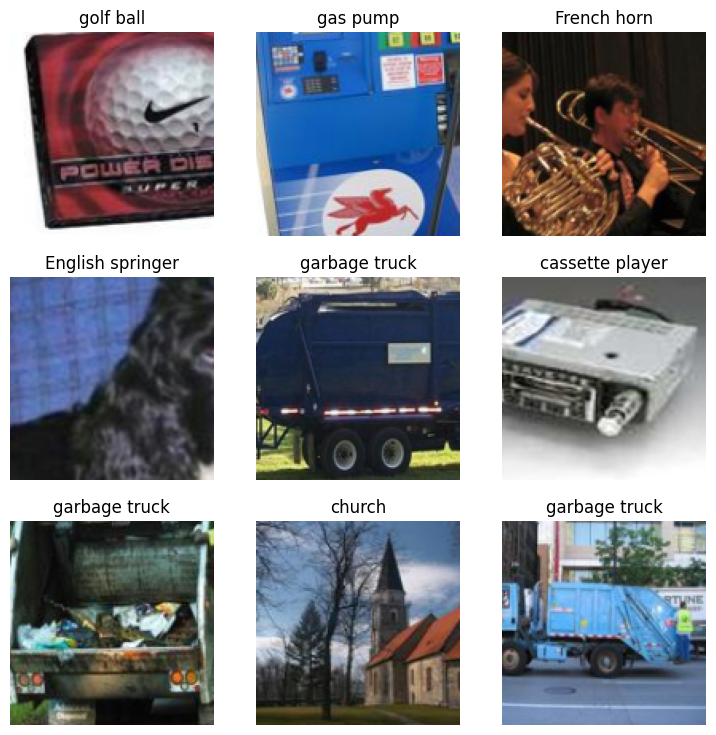 golf ball
gas pump
French horn
POWER DIS
SUPER
English springer
garbage truck
cassette player
garbage truck
church
garbage truck
RTUNE